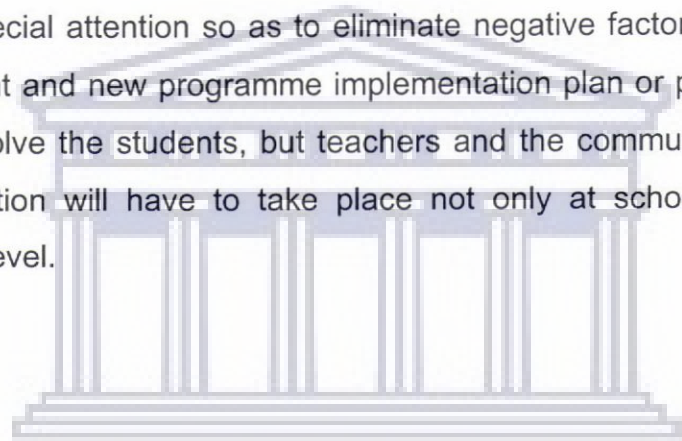 ecial attention so as to eliminate negative factor
t and new programme implementation plan or p
olve the students, but teachers and the commu
tion will have to take place not only at scho
evel.